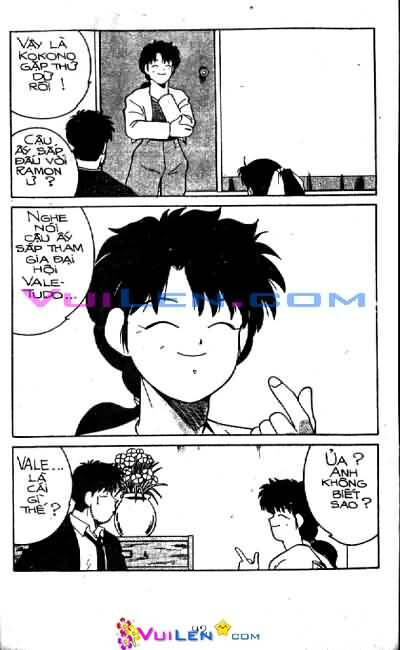 VẬY LÀ
KOKONO
GẶP THỨ
DỮ
RỒI !
CẬU
ẤY SẮP
ĐẤU VỚI
RAMON
Ư ?
NGHE
NÓI
CẬU ẤY
SẮP THAM
GIA ĐẠI
HỘI
VALE-
TUDO...
VUILEN.COM
VALE...
LÀ
CÁI
GÌ
THẾ ?
ỦA ?
ANH
KHÔNG
BIẾT
SAO ?
VUILEN.COM